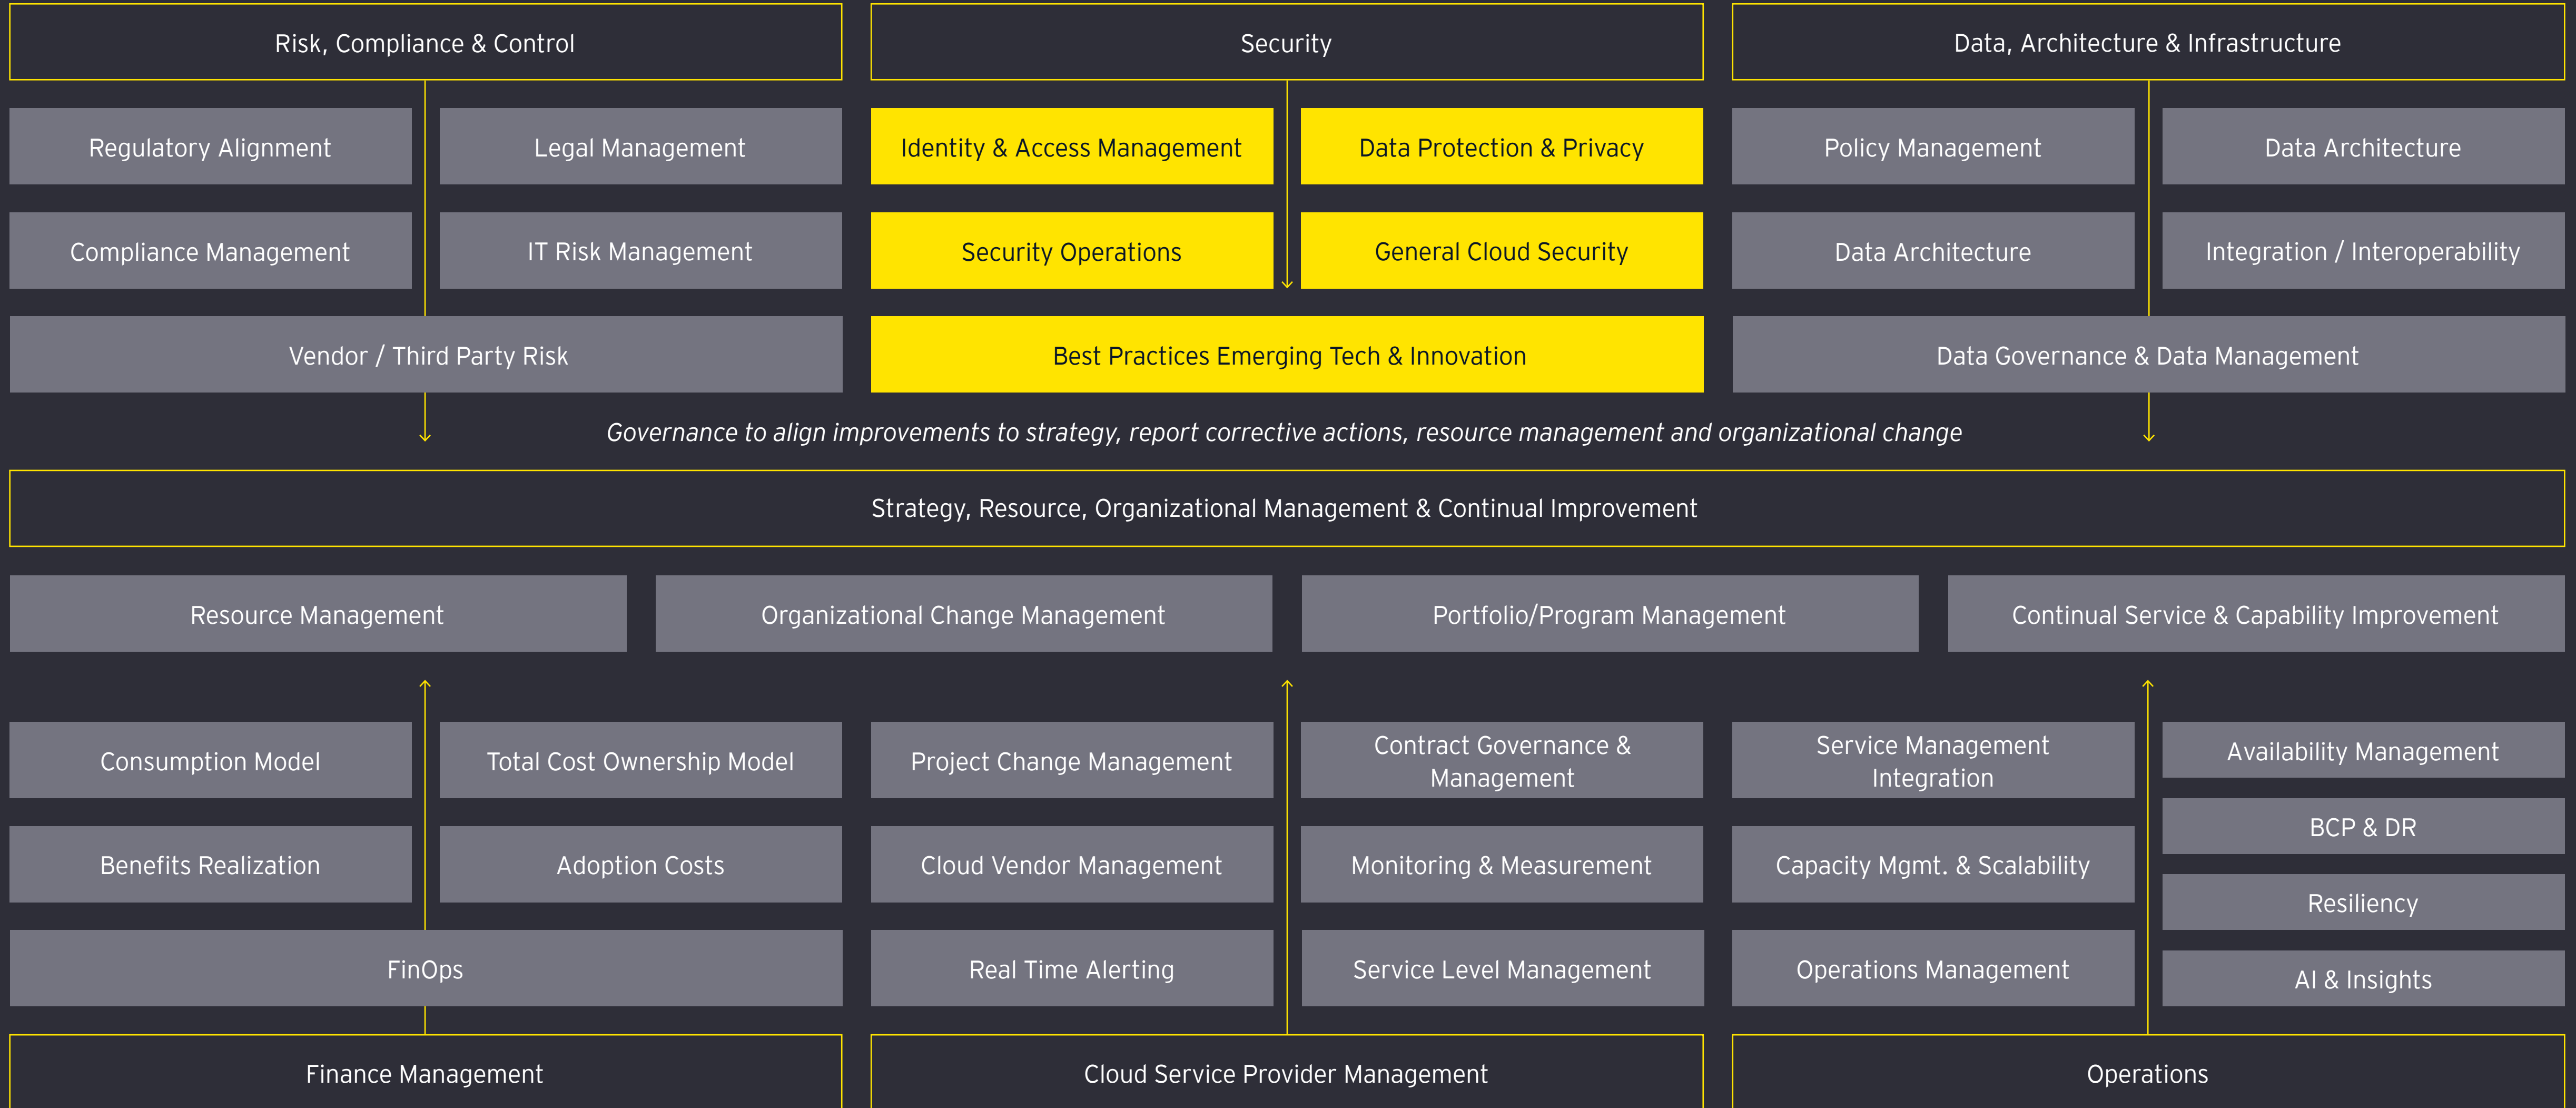 Risk, Compliance & Control
Security
Data, Architecture & Infrastructure
Regulatory Alignment
Legal Management
Identity & Access Management
Data Protection & Privacy
Policy Management
Data Architecture
Compliance Management
IT Risk Management
Security Operations
General Cloud Security
Data Architecture
Integration / Interoperability
Vendor / Third Party Risk
Best Practices Emerging Tech & Innovation
Data Governance & Data Management
Governance to align improvements to strategy, report corrective actions, resource management and organizational change
Strategy, Resource, Organizational Management & Continual Improvement
Resource Management
Organizational Change Management
Portfolio/Program Management
Continual Service & Capability Improvement
Consumption Model
Total Cost Ownership Model
Project Change Management
Contract Governance &
Management
Service Management
Integration
Availability Management
Benefits Realization
Adoption Costs
Cloud Vendor Management
Monitoring & Measurement
Capacity Mgmt. & Scalability
BCP & DR
Resiliency
FinOps
Real Time Alerting
Service Level Management
Operations Management
AI & Insights
Finance Management
Cloud Service Provider Management
Operations